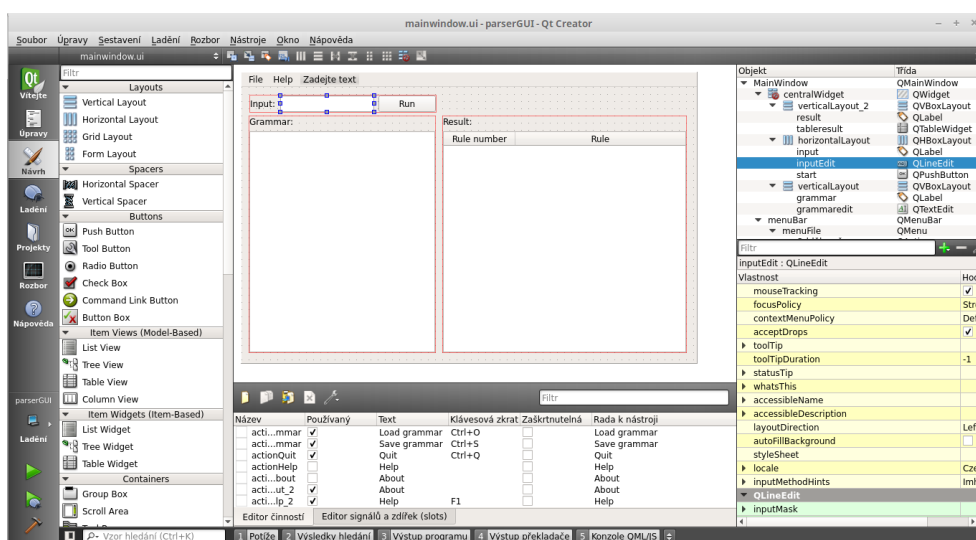 mainwindow.ui - parserGUI - Qt Creator
Soubor Úpravy Sestavení Ladění Rozbor Nástroje Okno Nápověda
mainwindow.ui
Vítejte
Úpravy
Návrh
Ladění
Projekty
Rozbor
Nápověda
parserGUI
Ladění
Filtr
Layouts
Vertical Layout
Horizontal Layout
Grid Layout
Form Layout
Spacers
Horizontal Spacer
Vertical Spacer
Buttons
Push Button
Tool Button
Radio Button
Check Box
Command Link Button
Button Box
Item Views (Model-Based)
List View
Tree View
Table View
Column View
Item Widgets (Item-Based)
List Widget
Tree Widget
Table Widget
Containers
Group Box
Scroll Area
File Help Zadejte text
Input: Run
Grammar: Result:
Rule number Rule
Filtr
Název Používaný Text Klávesová zkrat Zaškrtnutelná Rada k nástroji
acti...mmar Load grammar Ctrl+O Load grammar
acti...mmar Save grammar Ctrl+S Save grammar
actionQuit Quit Ctrl+Q Quit
actionHelp Help Help
acti...bout About About
acti...ut_2 About About
acti...lp_2 Help F1 Help
Editor činností Editor signálů a zdířek (slots)
Objekt Třída
MainWindow QMainWindow
centralWidget QWidget
verticalLayout_2 QVBoxLayout
result QLabel
tableresult QTableWidget
horizontalLayout QHBoxLayout
input QLabel
inputEdit QLineEdit
start QPushButton
verticalLayout QVBoxLayout
grammar QLabel
grammaredit QTextEdit
menuBar QMenuBar
menuFile QMenu
Filtr
inputEdit : QLineEdit
Vlastnost Hod
mouseTracking
focusPolicy Str
contextMenuPolicy Def
acceptDrops
toolTip
toolTipDuration -1
statusTip
whatsThis
accessibleName
accessibleDescription
layoutDirection Lef
autoFillBackground
styleSheet
locale Cze
inputMethodHints Imh
QLineEdit
inputMask
Vzor hledání (Ctrl+K) 1 Potíže 2 Výsledky hledání 3 Výstup programu 4 Výstup překladače 5 Konzole QML/JS